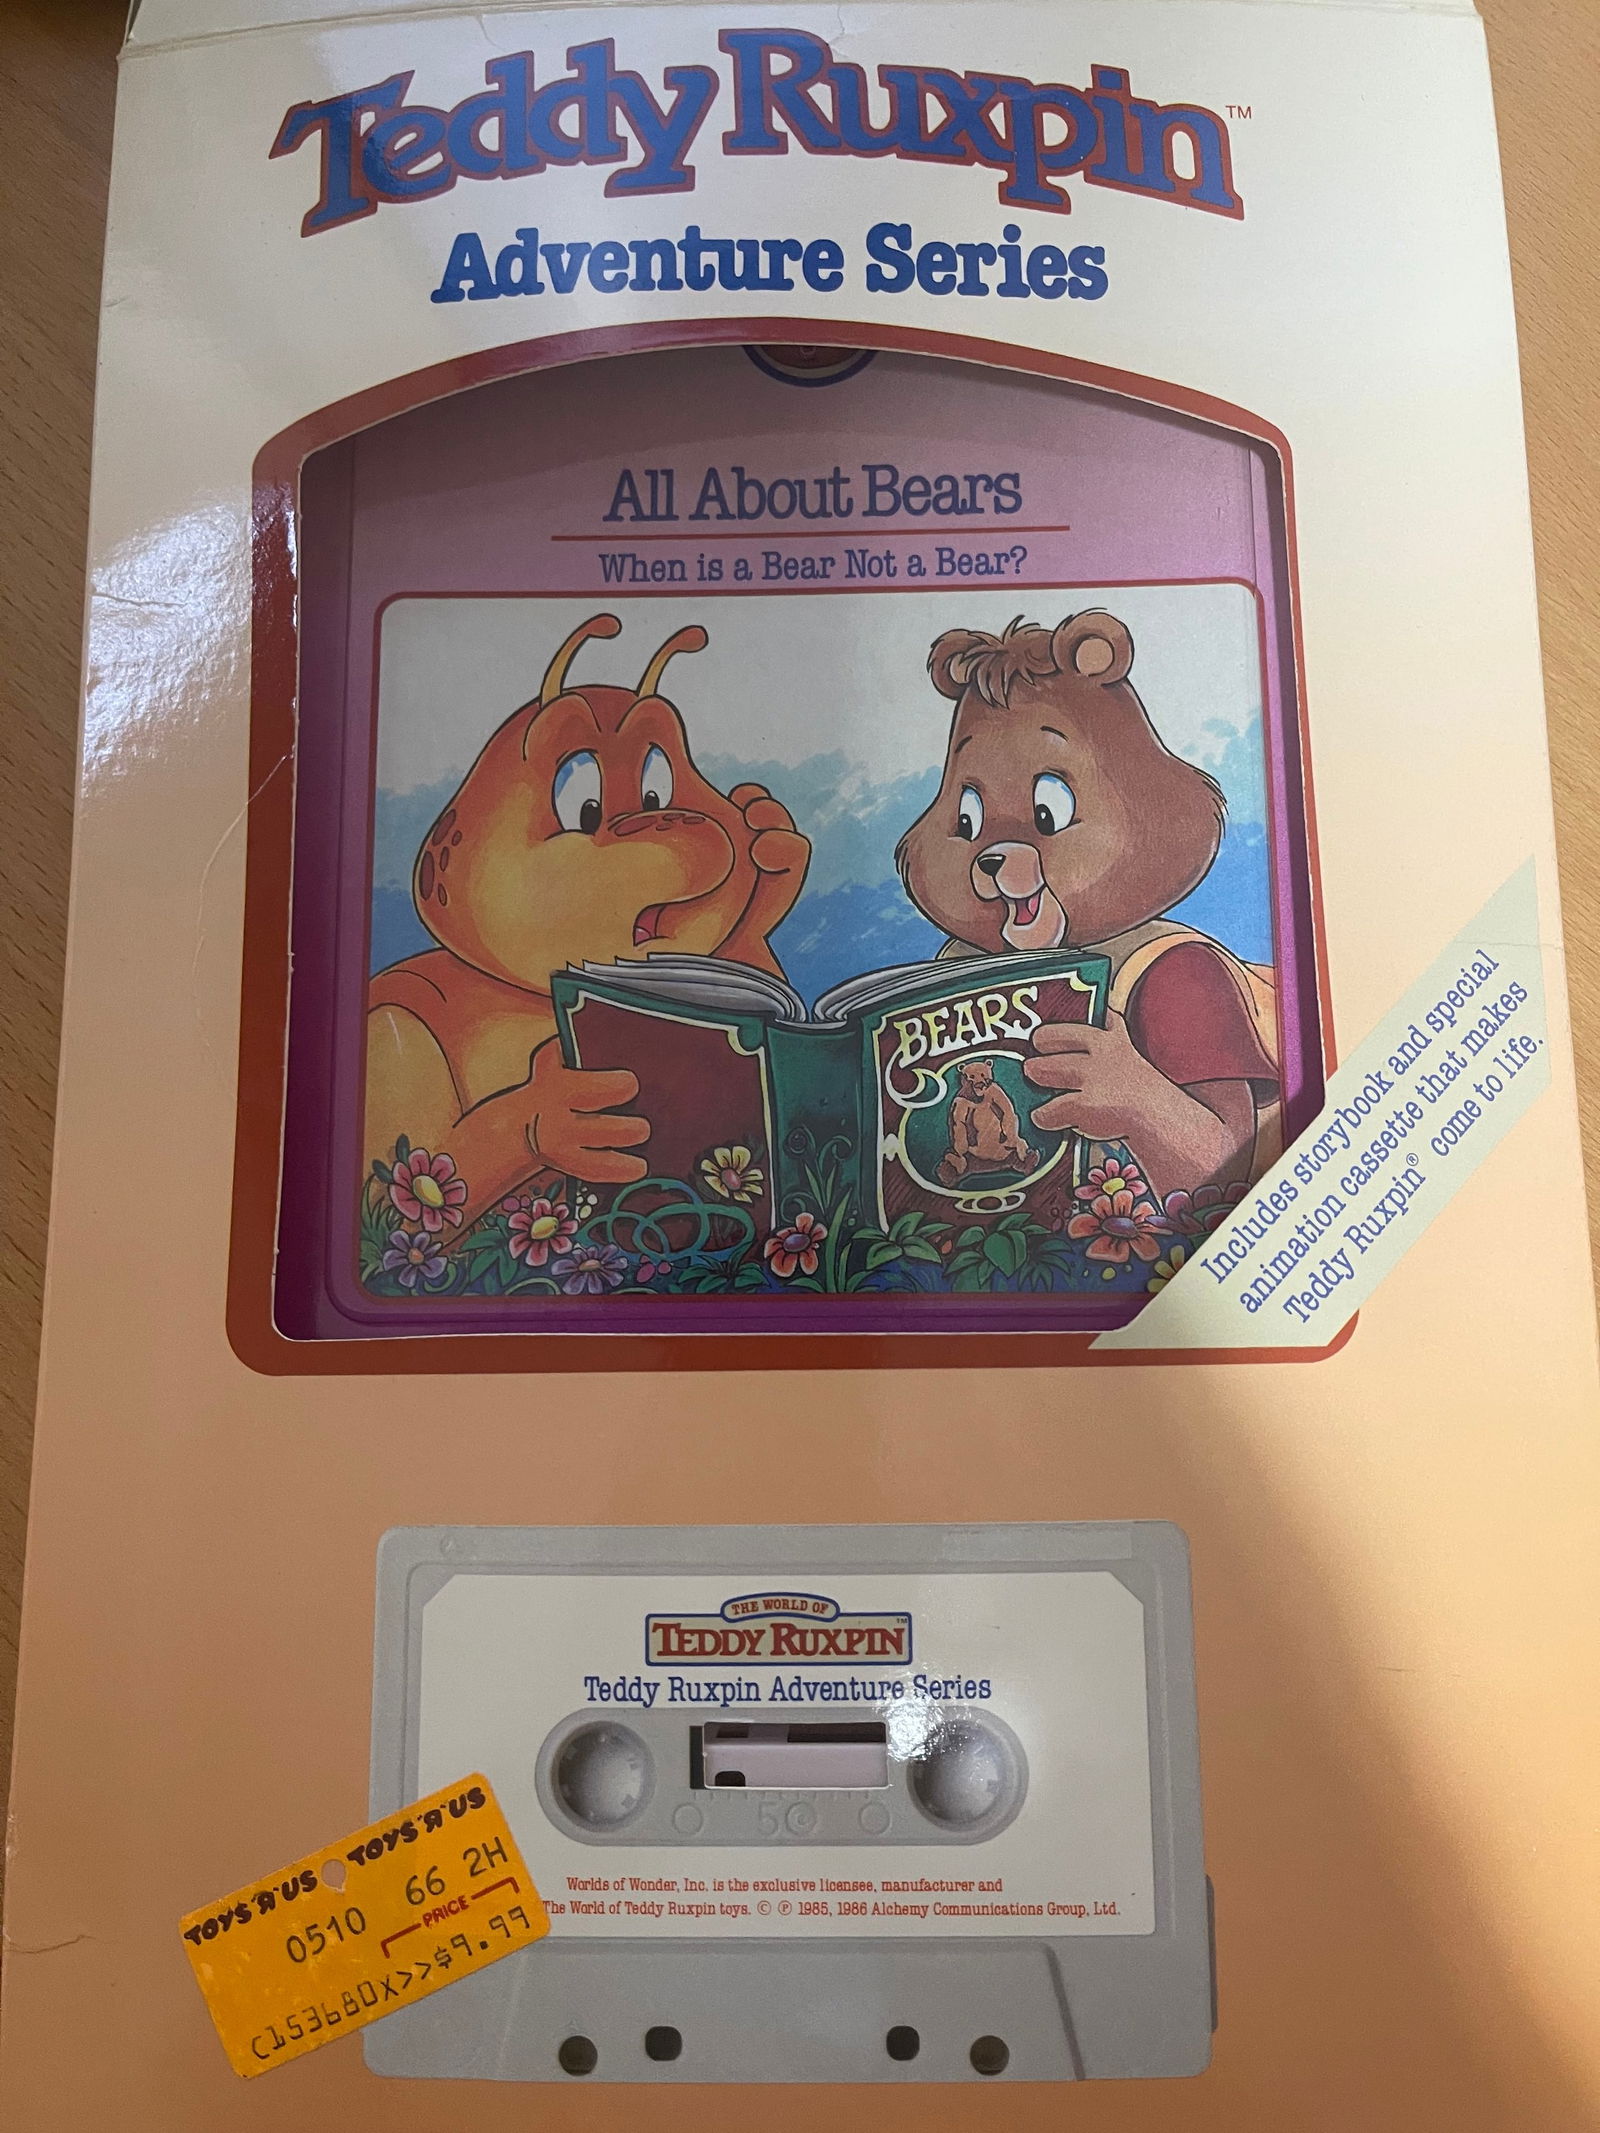 Teddy Ruxpin™
Adventure Series
All About Bears
When is a Bear Not a Bear?
BEARS
Includes storybook and special
animation cassette that makes
Teddy Ruxpin® come to life.
THE WORLD OF
TEDDY RUXPIN™
Teddy Ruxpin Adventure Series
50
Worlds of Wonder, Inc. is the exclusive licensee, manufacturer and
The World of Teddy Ruxpin toys. © ℗ 1985, 1986 Alchemy Communications Group, Ltd.
TOYS "R" US TOYS "R" US
0510 66 2H
PRICE
C153680X>>$9.99